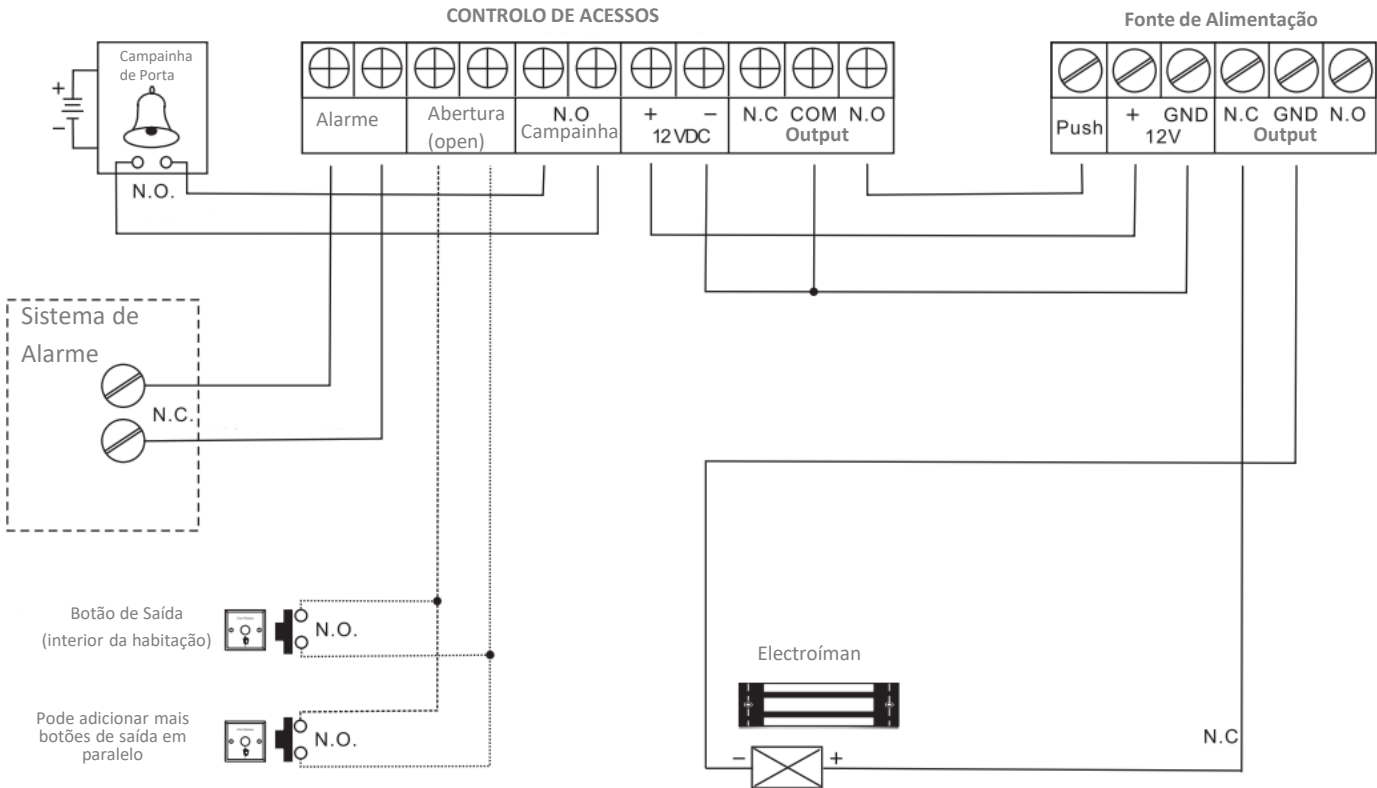 CONTROLO DE ACESSOS
Fonte de Alimentação
Campainha
de Porta
+
−
N.O.
Alarme
Abertura
(open)
N.O
Campainha
+ −
12 VDC
N.C COM N.O
Output
Push
+ GND
12V
N.C GND N.O
Output
Sistema de
Alarme
N.C.
Botão de Saída
(interior da habitação)
N.O.
Pode adicionar mais
botões de saída em
paralelo
N.O.
Electroíman
− +
N.C